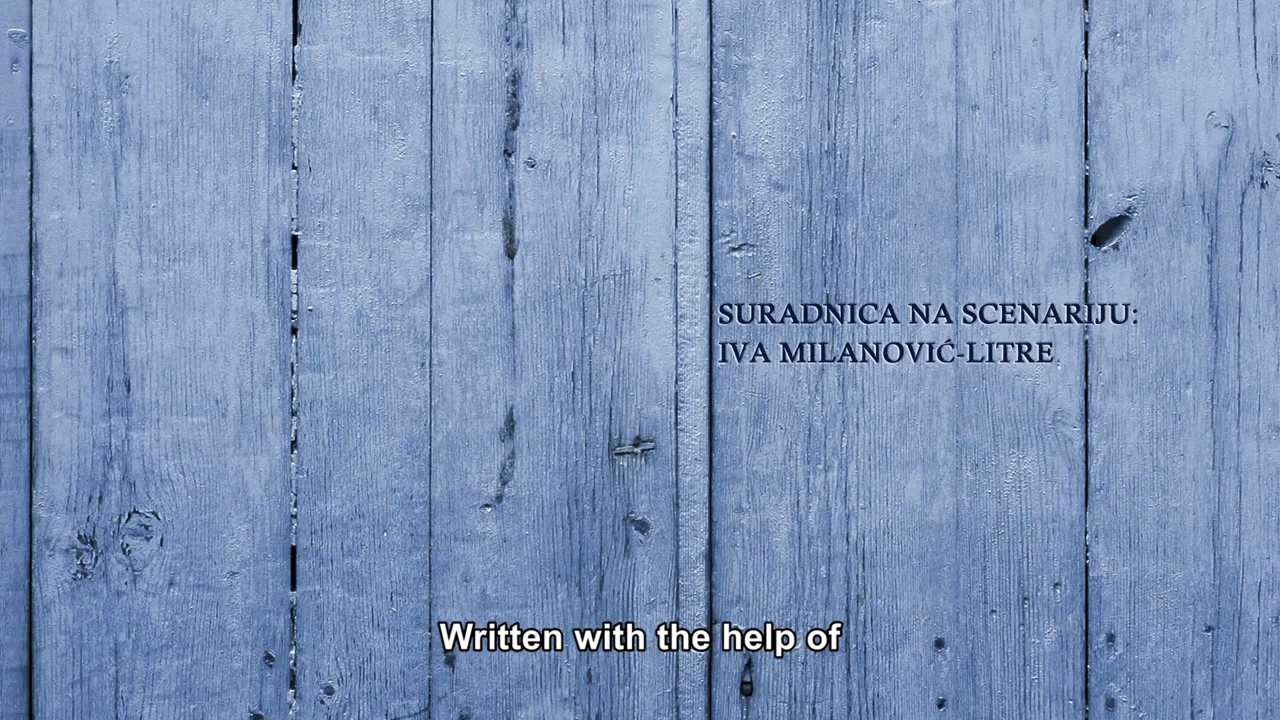 SURADNICA NA SCENARIJU:
IVA MILANOVIĆ-LITRE
Written with the help of